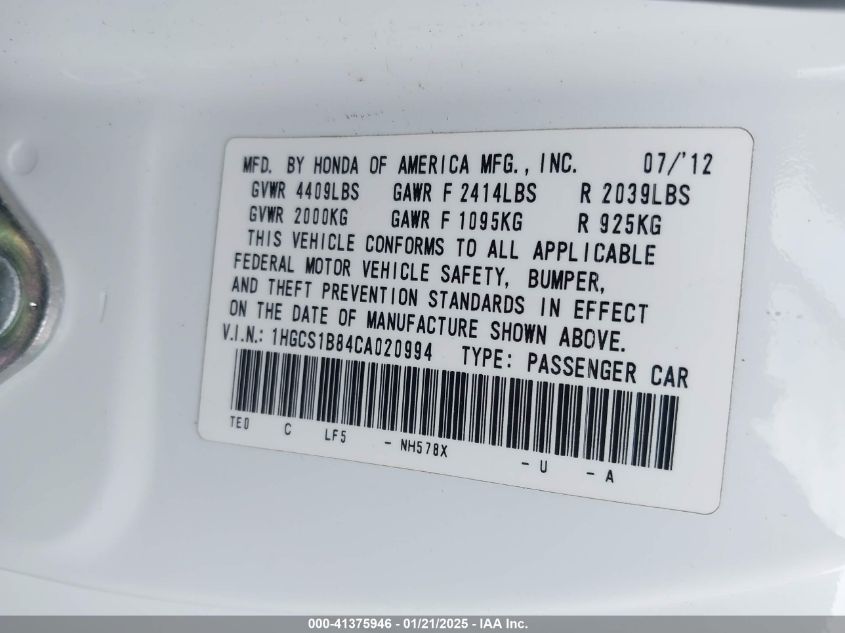 MFD. BY HONDA OF AMERICA MFG., INC. 07/'12
GVWR 4409LBS GAWR F 2414LBS R 2039LBS
GVWR 2000KG GAWR F 1095KG R 925KG
THIS VEHICLE CONFORMS TO ALL APPLICABLE
FEDERAL MOTOR VEHICLE SAFETY, BUMPER,
AND THEFT PREVENTION STANDARDS IN EFFECT
ON THE DATE OF MANUFACTURE SHOWN ABOVE.
V.I.N.: 1HGCS1B84CA020994 TYPE: PASSENGER CAR
TE0 C LF5 - NH578X - U - A
000-41375946 / 01/21/2025 - IAA Inc.